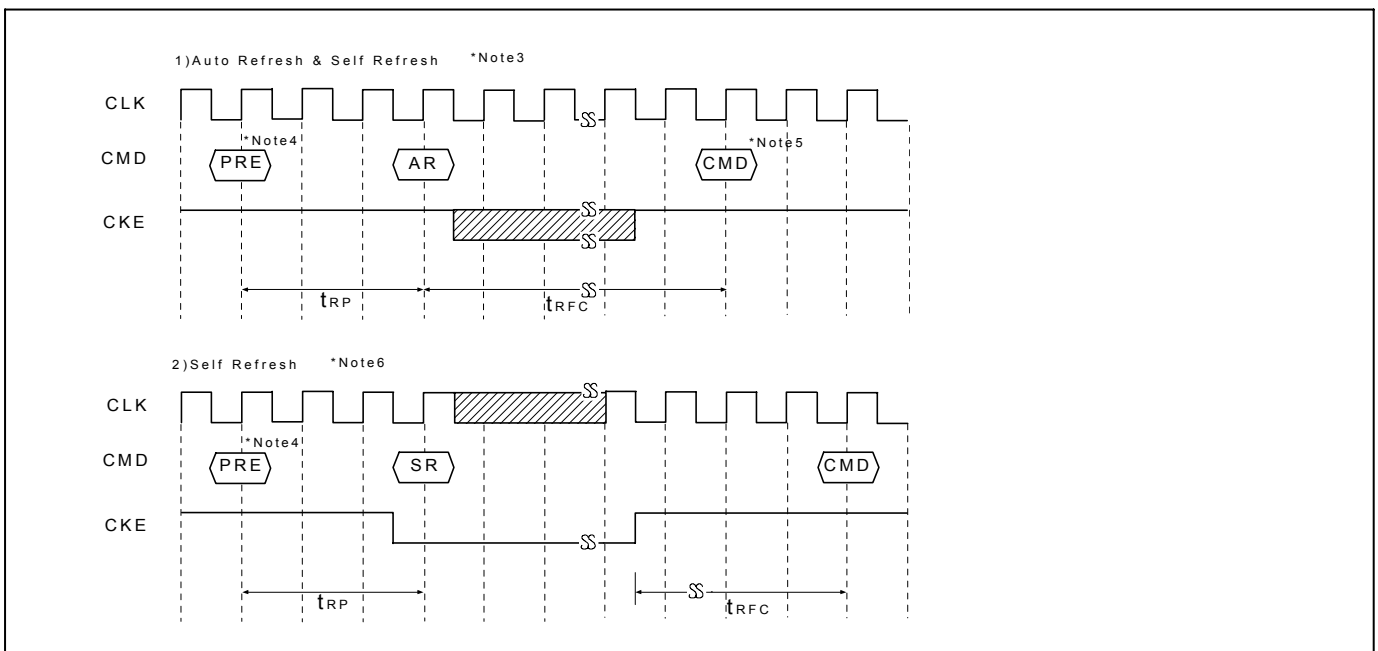 1)Auto Refresh & Self Refresh *Note3
CLK
*Note4
*Note5
CMD PRE AR CMD
CKE
tRP tRFC
2)Self Refresh *Note6
CLK
*Note4
CMD PRE SR CMD
CKE
tRP tRFC